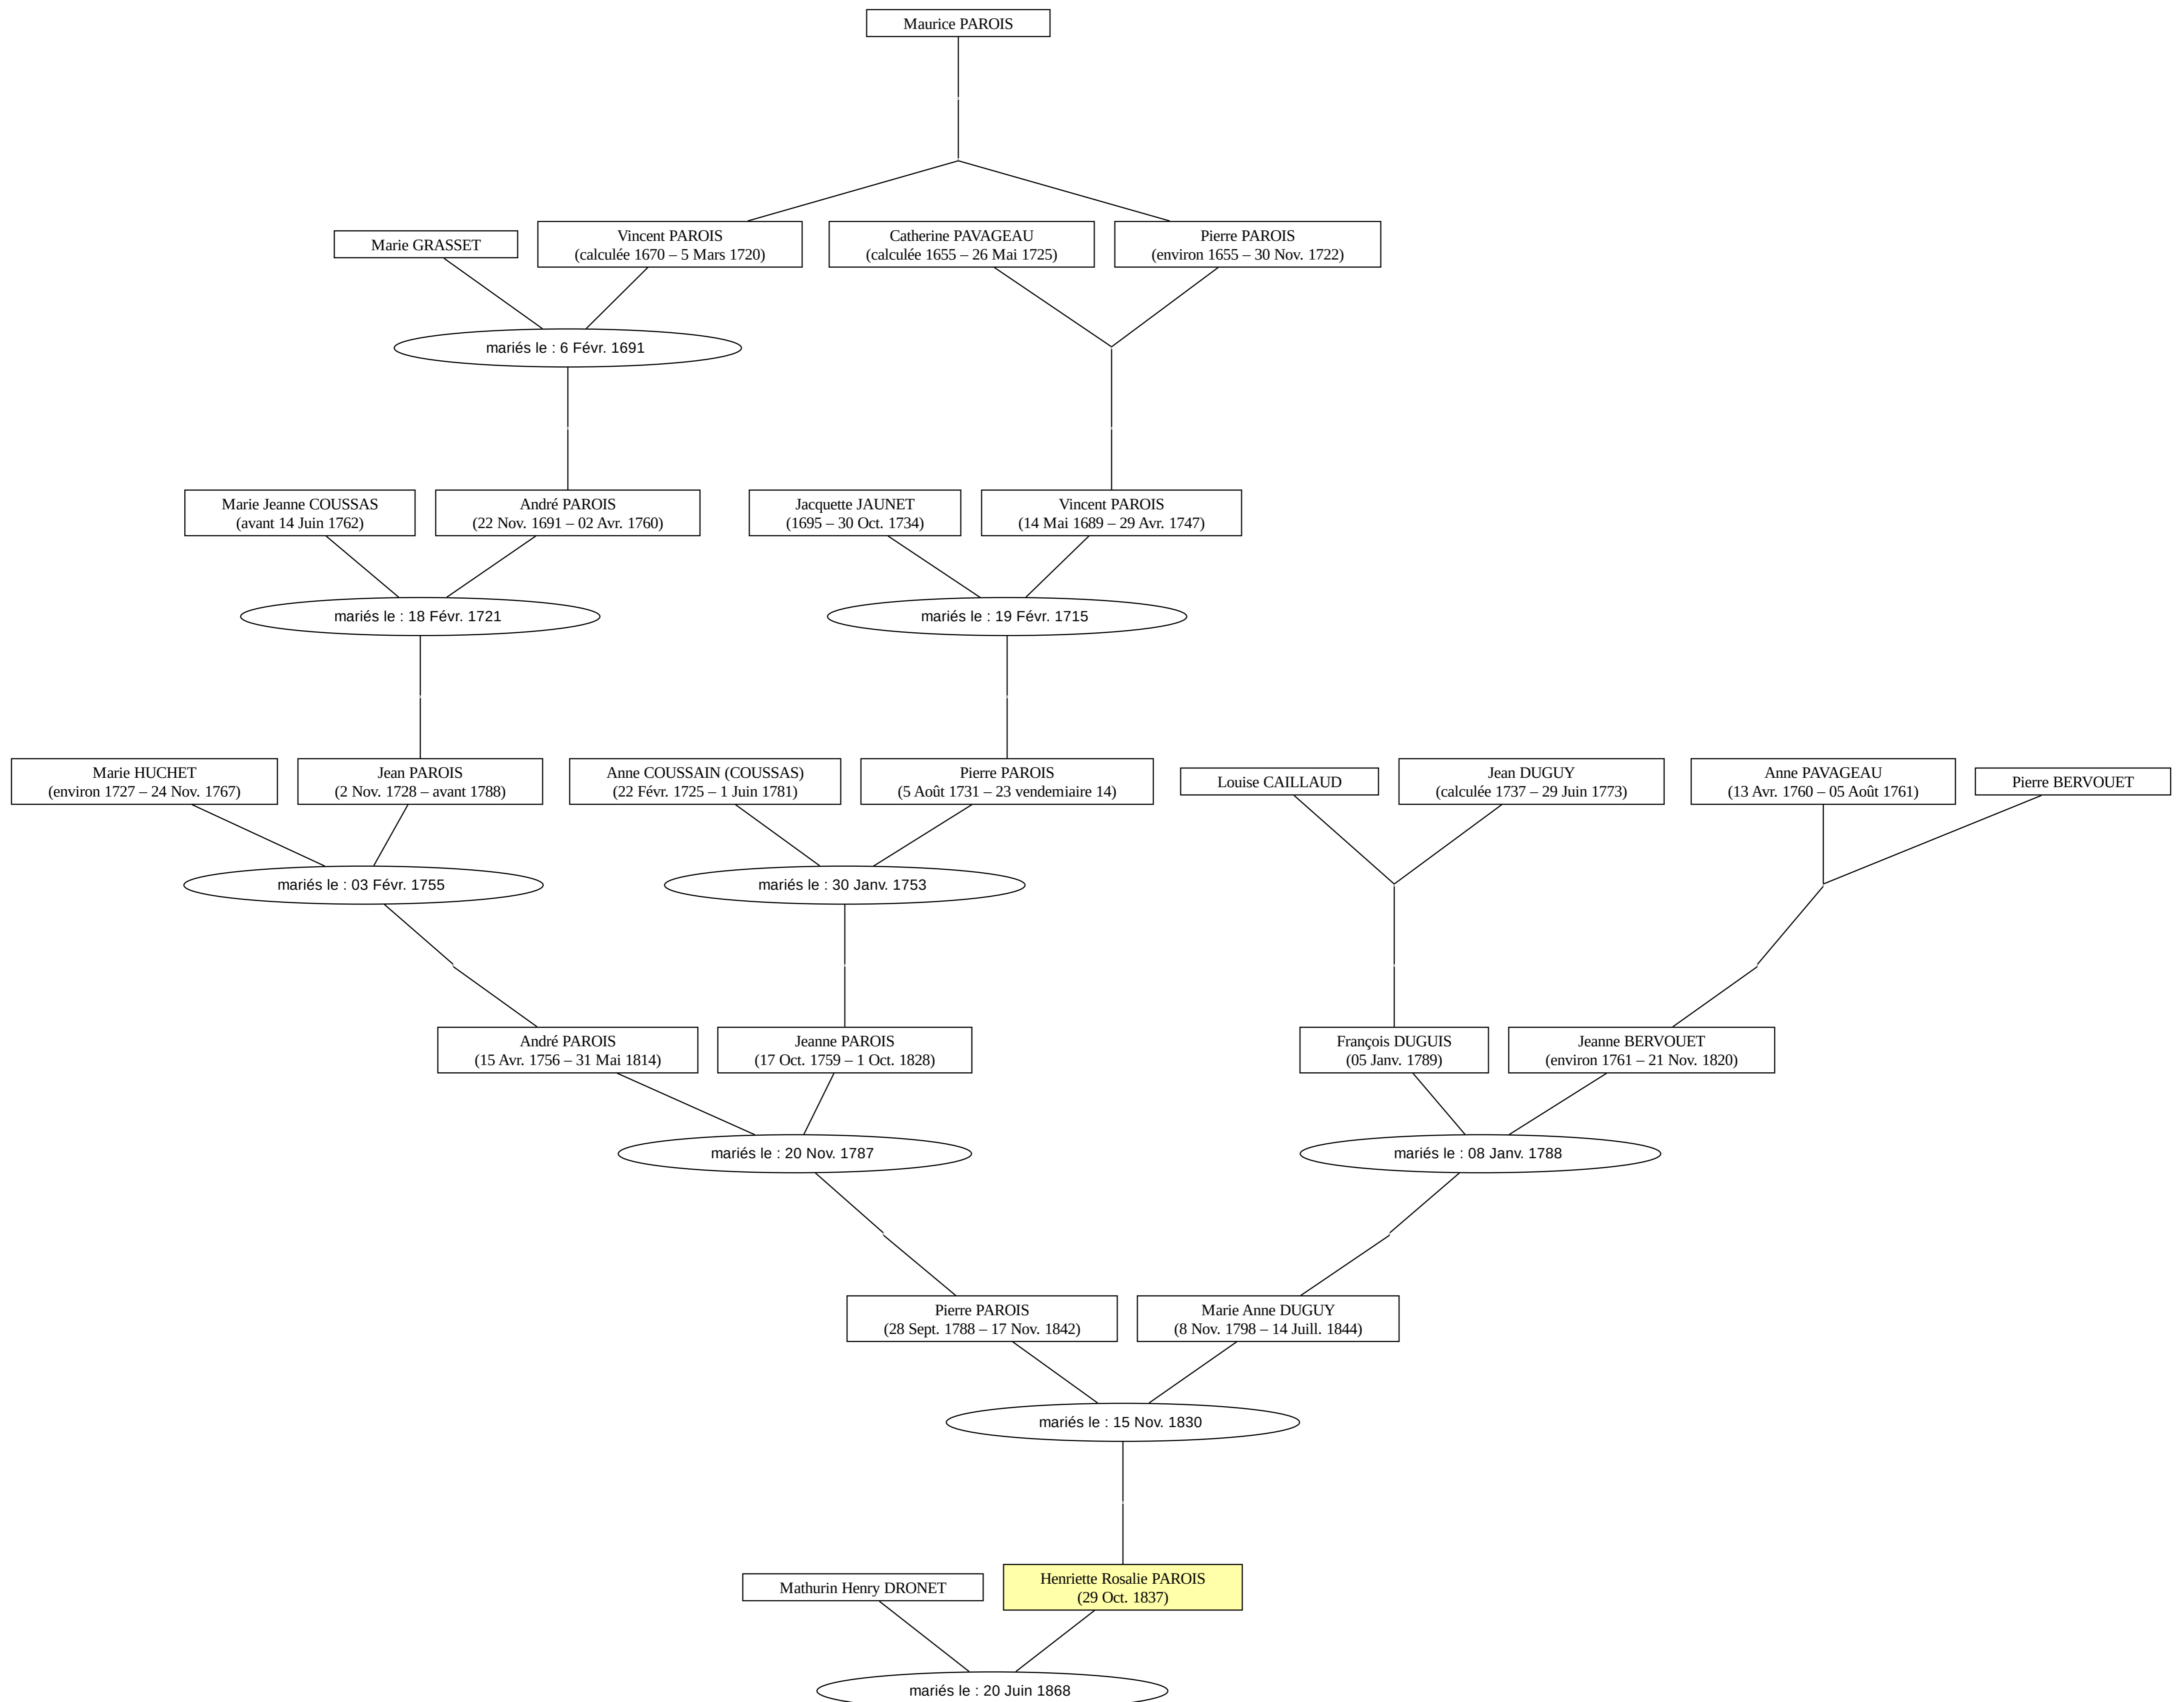 Maurice PAROIS
Marie GRASSET
Vincent PAROIS
(calculée 1670 – 5 Mars 1720)
Catherine PAVAGEAU
(calculée 1655 – 26 Mai 1725)
Pierre PAROIS
(environ 1655 – 30 Nov. 1722)
mariés le : 6 Févr. 1691
Marie Jeanne COUSSAS
(avant 14 Juin 1762)
André PAROIS
(22 Nov. 1691 – 02 Avr. 1760)
Jacquette JAUNET
(1695 – 30 Oct. 1734)
Vincent PAROIS
(14 Mai 1689 – 29 Avr. 1747)
mariés le : 18 Févr. 1721
mariés le : 19 Févr. 1715
Marie HUCHET
(environ 1727 – 24 Nov. 1767)
Jean PAROIS
(2 Nov. 1728 – avant 1788)
Anne COUSSAIN (COUSSAS)
(22 Févr. 1725 – 1 Juin 1781)
Pierre PAROIS
(5 Août 1731 – 23 vendemiaire 14)
Louise CAILLAUD
Jean DUGUY
(calculée 1737 – 29 Juin 1773)
Anne PAVAGEAU
(13 Avr. 1760 – 05 Août 1761)
Pierre BERVOUET
mariés le : 03 Févr. 1755
mariés le : 30 Janv. 1753
André PAROIS
(15 Avr. 1756 – 31 Mai 1814)
Jeanne PAROIS
(17 Oct. 1759 – 1 Oct. 1828)
François DUGUIS
(05 Janv. 1789)
Jeanne BERVOUET
(environ 1761 – 21 Nov. 1820)
mariés le : 20 Nov. 1787
mariés le : 08 Janv. 1788
Pierre PAROIS
(28 Sept. 1788 – 17 Nov. 1842)
Marie Anne DUGUY
(8 Nov. 1798 – 14 Juill. 1844)
mariés le : 15 Nov. 1830
Mathurin Henry DRONET
Henriette Rosalie PAROIS
(29 Oct. 1837)
mariés le : 20 Juin 1868